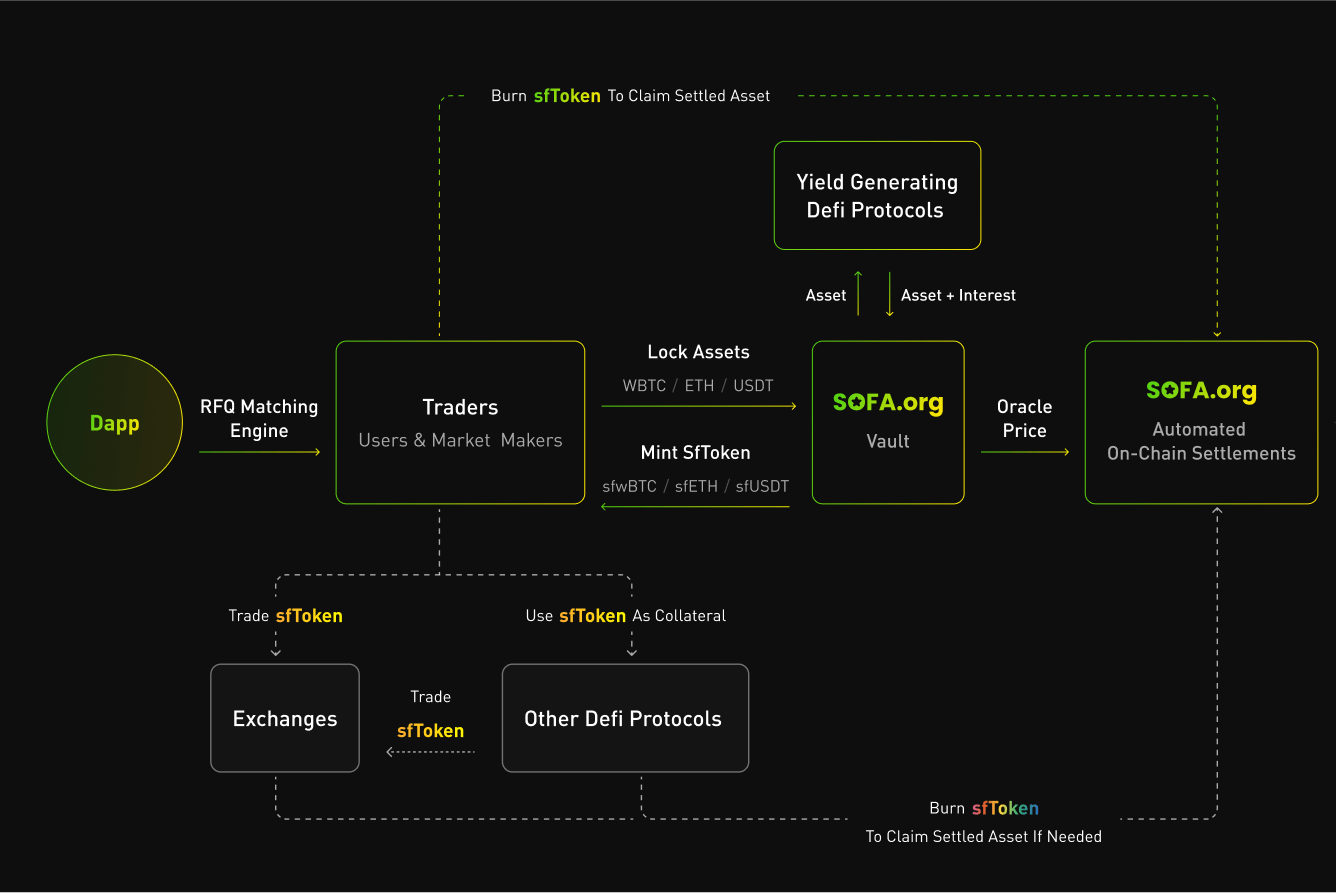 Burn sfToken To Claim Settled Asset
Yield Generating
Defi Protocols
Asset
Asset + Interest
Dapp
RFQ Matching
Engine
Traders
Users & Market Makers
Lock Assets
WBTC / ETH / USDT
Mint SfToken
sfwBTC / sfETH / sfUSDT
SOFA.org
Vault
Oracle
Price
SOFA.org
Automated
On-Chain Settlements
Trade sfToken
Use sfToken As Collateral
Exchanges
Trade
sfToken
Other Defi Protocols
Burn sfToken
To Claim Settled Asset If Needed